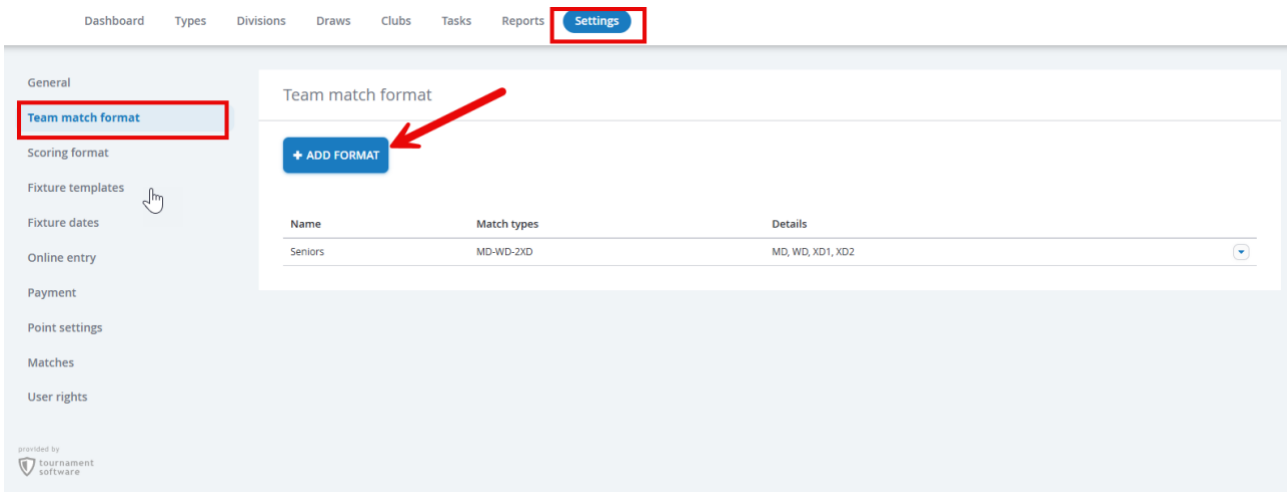 Dashboard Types Divisions Draws Clubs Tasks Reports Settings
General
Team match format
Scoring format
Fixture templates
Fixture dates
Online entry
Payment
Point settings
Matches
User rights
provided by
tournament
software
Team match format
+ ADD FORMAT
Name Match types Details
Seniors MD-WD-2XD MD, WD, XD1, XD2